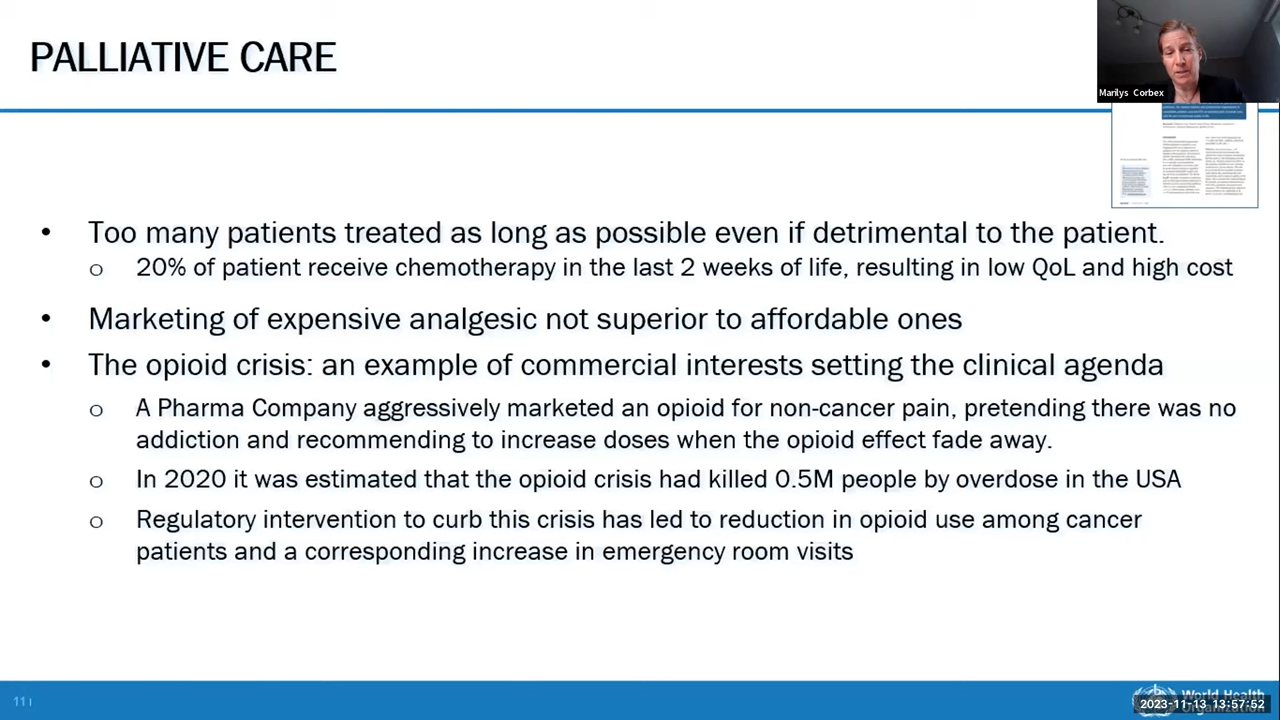 PALLIATIVE CARE
Marilys Corbex
• Too many patients treated as long as possible even if detrimental to the patient.
o 20% of patient receive chemotherapy in the last 2 weeks of life, resulting in low QoL and high cost
• Marketing of expensive analgesic not superior to affordable ones
• The opioid crisis: an example of commercial interests setting the clinical agenda
o A Pharma Company aggressively marketed an opioid for non-cancer pain, pretending there was no
addiction and recommending to increase doses when the opioid effect fade away.
o In 2020 it was estimated that the opioid crisis had killed 0.5M people by overdose in the USA
o Regulatory intervention to curb this crisis has led to reduction in opioid use among cancer
patients and a corresponding increase in emergency room visits
11 |
World Health
Organization
2023-11-13 13:57:52